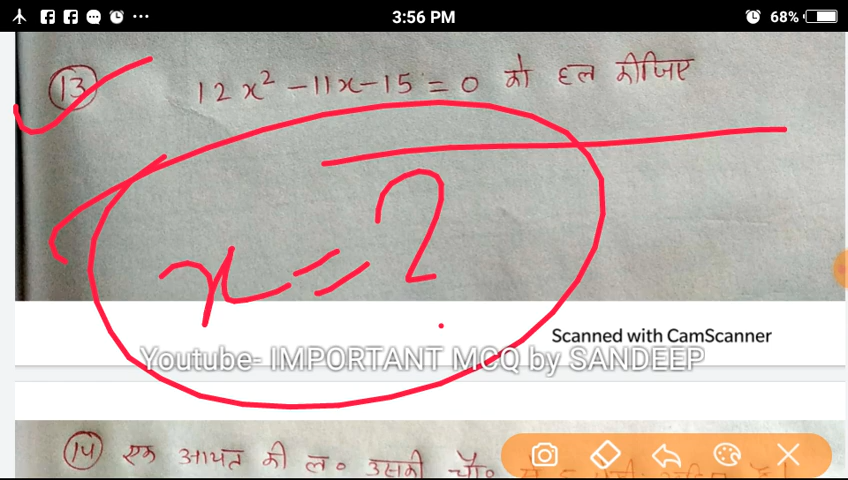 3:56 PM
68%
13 12x² - 11x - 15 = 0 को हल कीजिए
x = ?
Scanned with CamScanner
Youtube- IMPORTANT MCQ by SANDEEP
14 एक आयत की ल० उसकी चौ०